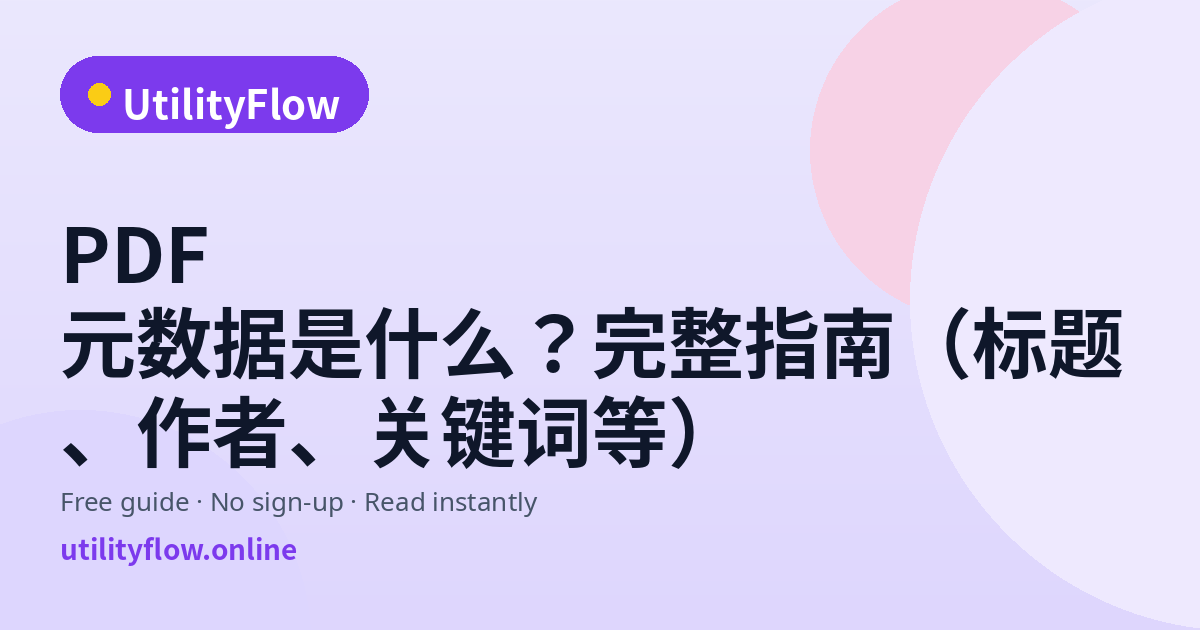 UtilityFlow
PDF
元数据是什么？完整指南（标题
、作者、关键词等）
Free guide · No sign-up · Read instantly
utilityflow.online